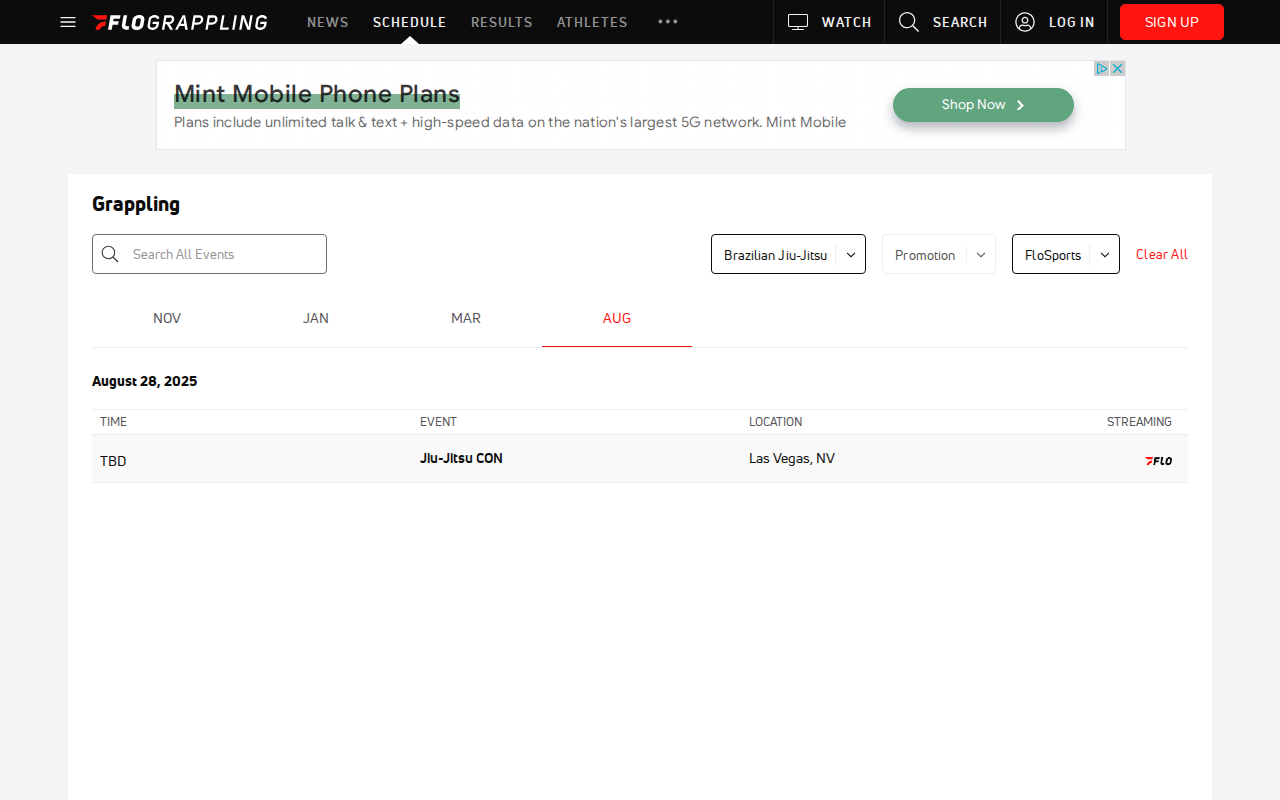 FLOGRAPPLING NEWS SCHEDULE RESULTS ATHLETES WATCH SEARCH LOG IN SIGN UP
Mint Mobile Phone Plans
Plans include unlimited talk & text + high-speed data on the nation's largest 5G network. Mint Mobile
Shop Now
Grappling
Search All Events
Brazilian Jiu-Jitsu Promotion FloSports Clear All
NOV JAN MAR AUG
August 28, 2025
TIME EVENT LOCATION STREAMING
TBD Jiu-Jitsu CON Las Vegas, NV FLO